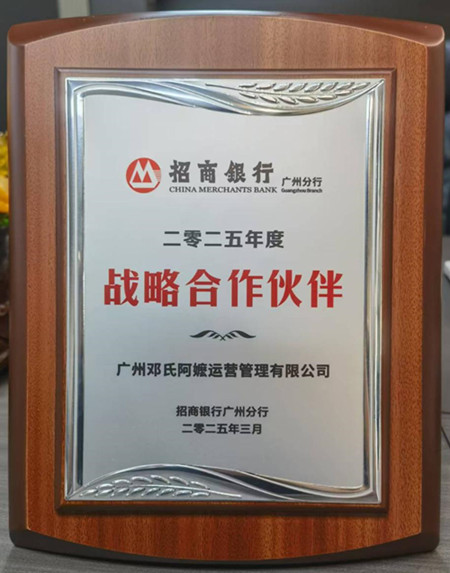 招商银行 广州分行
CHINA MERCHANTS BANK Guangzhou Branch
二零二五年度
战略合作伙伴
广州邓氏阿嬷运营管理有限公司
招商银行广州分行
二零二五年三月